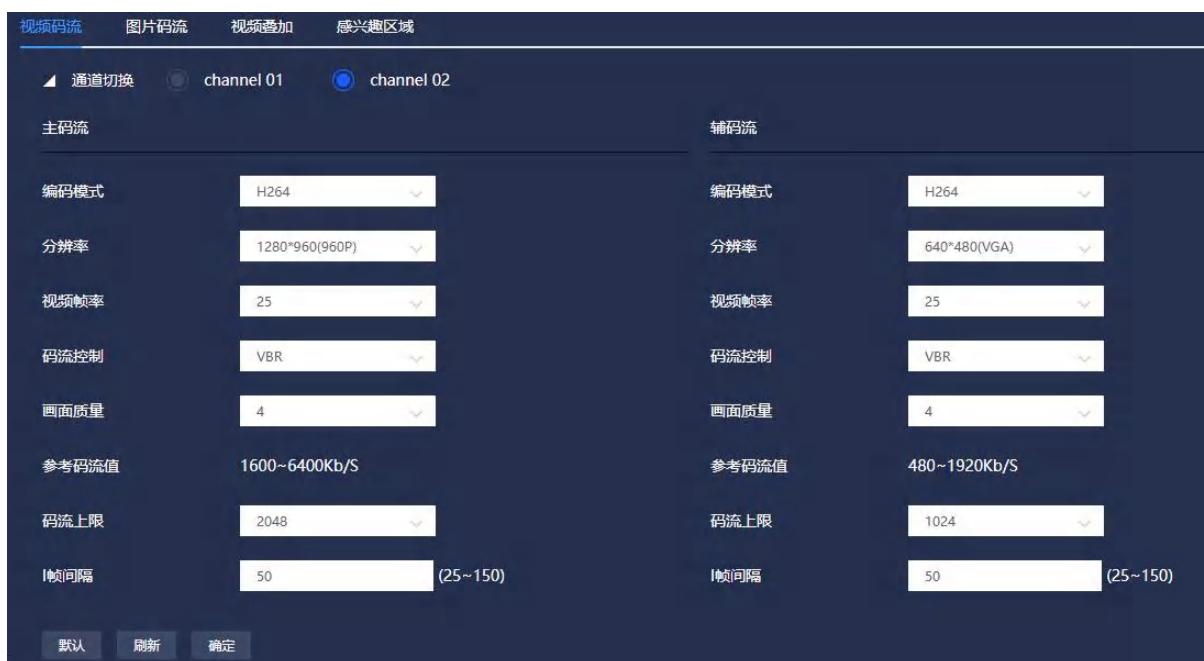 视频码流 图片码流 视频叠加 感兴趣区域
通道切换 channel 01 channel 02
主码流 辅码流
编码模式 H264 编码模式 H264
分辨率 1280*960(960P) 分辨率 640*480(VGA)
视频帧率 25 视频帧率 25
码流控制 VBR 码流控制 VBR
画面质量 4 画面质量 4
参考码流值 1600~6400Kb/S 参考码流值 480~1920Kb/S
码流上限 2048 码流上限 1024
I帧间隔 50 (25~150) I帧间隔 50 (25~150)
默认 刷新 确定